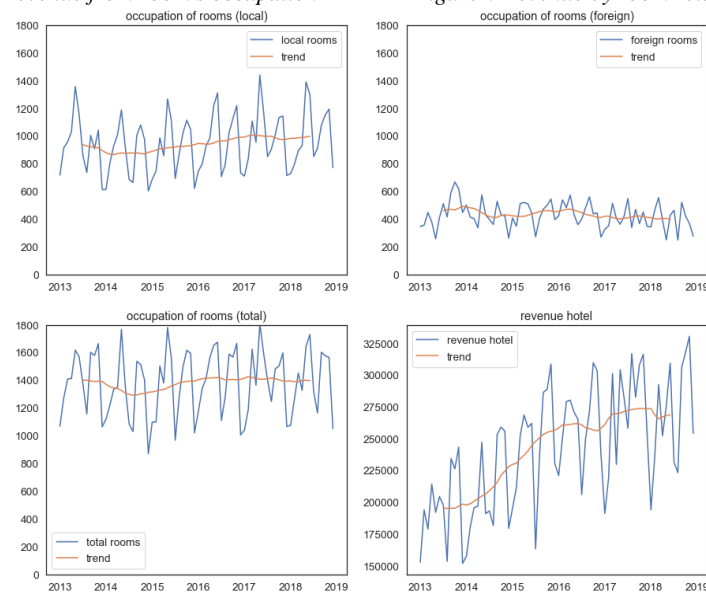 occupation of rooms (local)
1800
1600
1400
1200
1000
800
600
400
200
0
2013 2014 2015 2016 2017 2018 2019
local rooms
trend
occupation of rooms (foreign)
1800
1600
1400
1200
1000
800
600
400
200
0
2013 2014 2015 2016 2017 2018 2019
foreign rooms
trend
occupation of rooms (total)
1800
1600
1400
1200
1000
800
600
400
200
0
2013 2014 2015 2016 2017 2018 2019
total rooms
trend
revenue hotel
325000
300000
275000
250000
225000
200000
175000
150000
2013 2014 2015 2016 2017 2018 2019
revenue hotel
trend